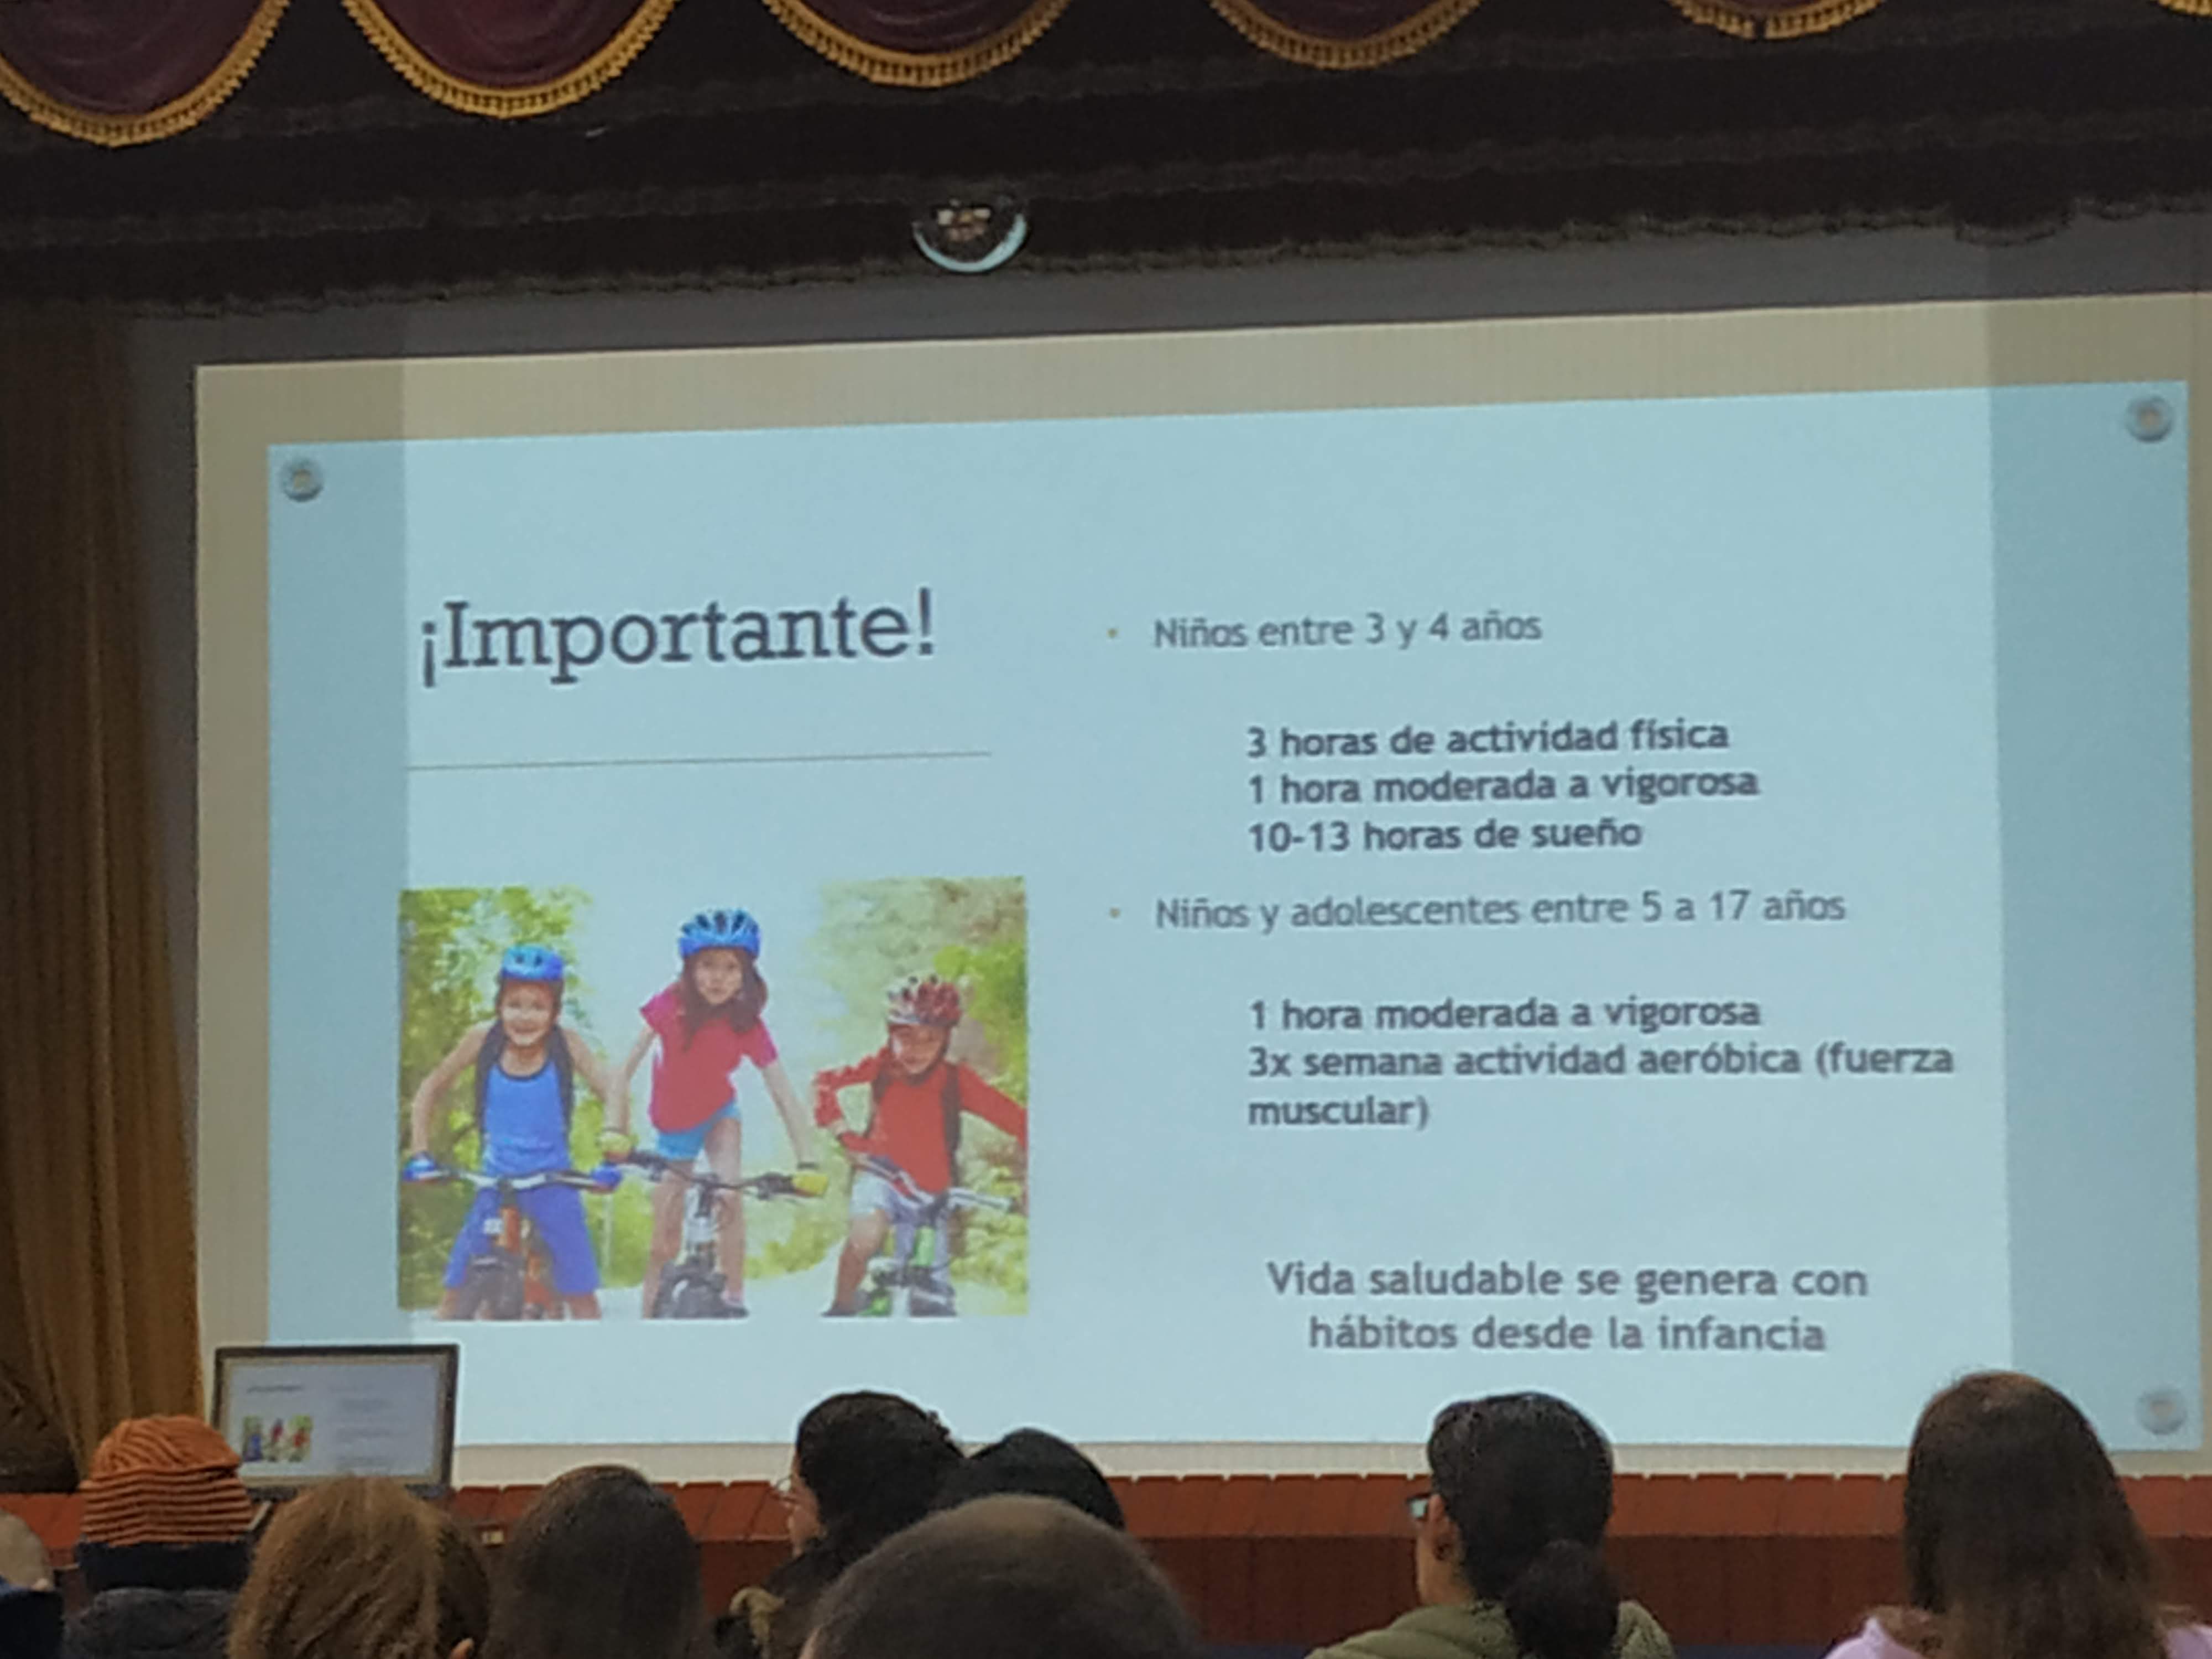 ¡Importante!
• Niños entre 3 y 4 años
3 horas de actividad física
1 hora moderada a vigorosa
10-13 horas de sueño
• Niños y adolescentes entre 5 a 17 años
1 hora moderada a vigorosa
3x semana actividad aeróbica (fuerza
muscular)
Vida saludable se genera con
hábitos desde la infancia